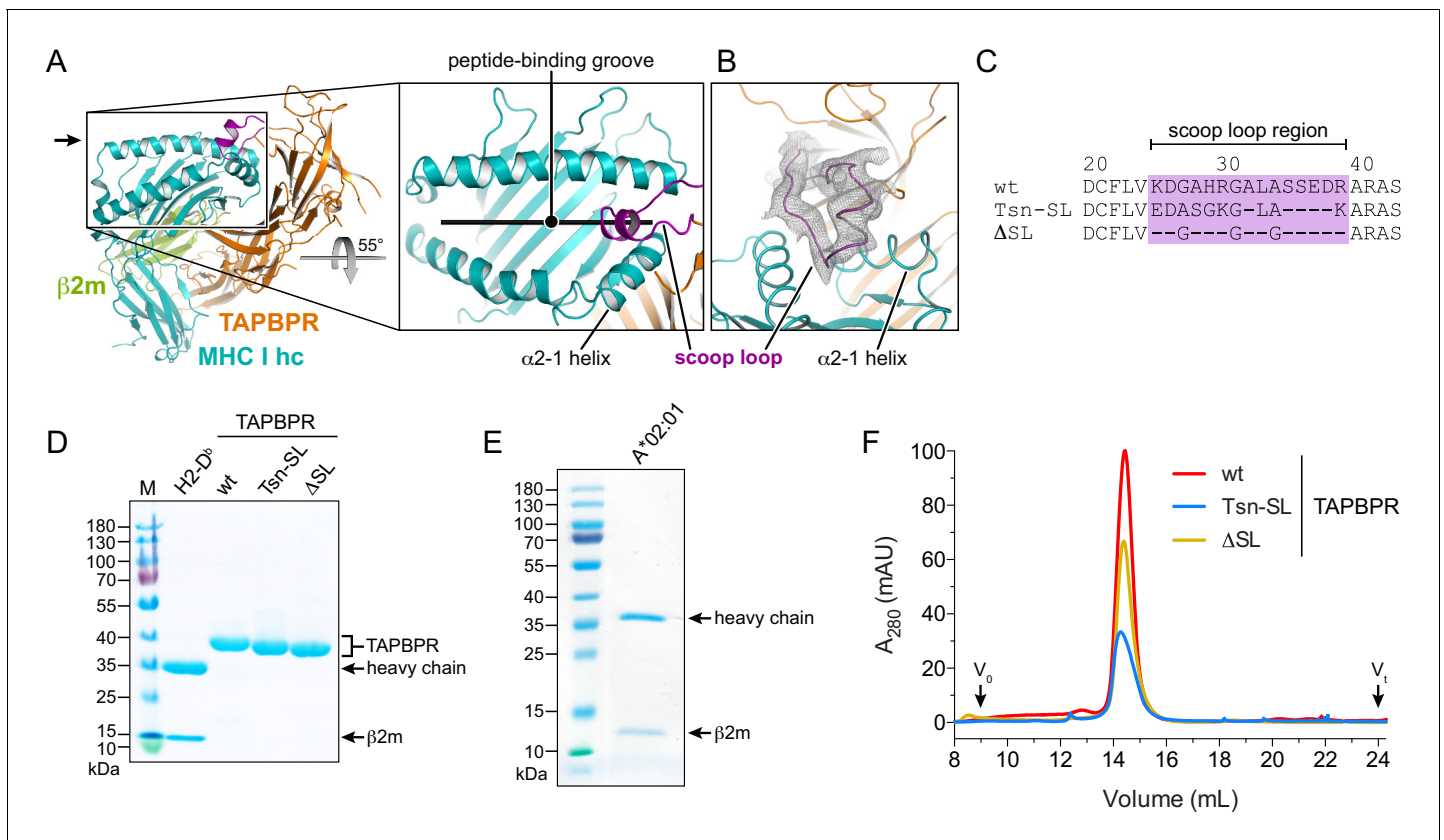 A
peptide-binding groove
55°
β2m
TAPBPR
MHC I hc
α2-1 helix
scoop loop
B
α2-1 helix
C
scoop loop region
20 30 40
wt DCFLVKDGAHRGALASSEDRARAS
Tsn-SL DCFLVEDASGKG-LA----KARAS
ΔSL DCFLV--G---G--G-----ARAS
D
TAPBPR
M H2-Dᵇ wt Tsn-SL ΔSL
180
130
100
70
55
40
35
25
15
10
kDa
TAPBPR
heavy chain
β2m
E
A*02:01
180
130
100
70
55
40
35
25
15
10
kDa
heavy chain
β2m
F
A₂₈₀ (mAU)
100
80
60
40
20
0
V₀
Vₜ
wt
Tsn-SL
ΔSL
TAPBPR
8 10 12 14 16 18 20 22 24
Volume (mL)